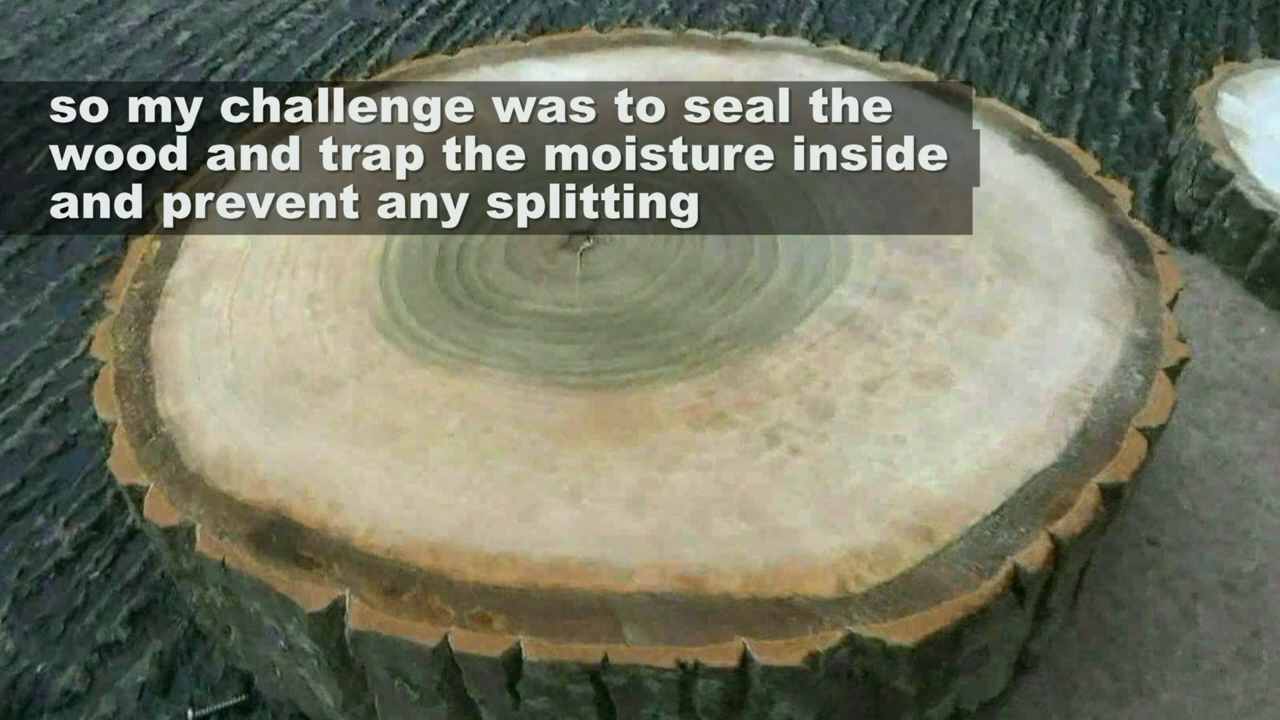 so my challenge was to seal the
wood and trap the moisture inside
and prevent any splitting